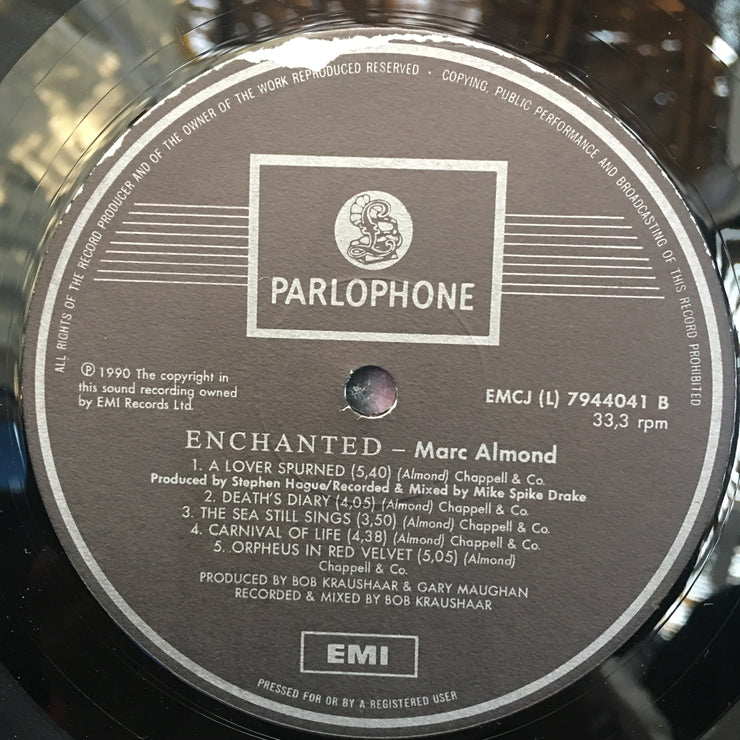 ALL RIGHTS OF THE RECORD PRODUCER AND OF THE OWNER OF THE WORK REPRODUCED RESERVED · COPYING, PUBLIC PERFORMANCE AND BROADCASTING OF THIS RECORD PROHIBITED
£
PARLOPHONE
℗ 1990 The copyright in
this sound recording owned
by EMI Records Ltd.
EMCJ (L) 7944041 B
33,3 rpm
ENCHANTED – Marc Almond
1. A LOVER SPURNED (5,40) (Almond) Chappell & Co.
Produced by Stephen Hague/Recorded & Mixed by Mike Spike Drake
2. DEATH'S DIARY (4,05) (Almond) Chappell & Co.
3. THE SEA STILL SINGS (3,50) (Almond) Chappell & Co.
4. CARNIVAL OF LIFE (4,38) (Almond) Chappell & Co.
5. ORPHEUS IN RED VELVET (5,05) (Almond)
Chappell & Co.
PRODUCED BY BOB KRAUSHAAR & GARY MAUGHAN
RECORDED & MIXED BY BOB KRAUSHAAR
EMI
PRESSED FOR OR BY A REGISTERED USER